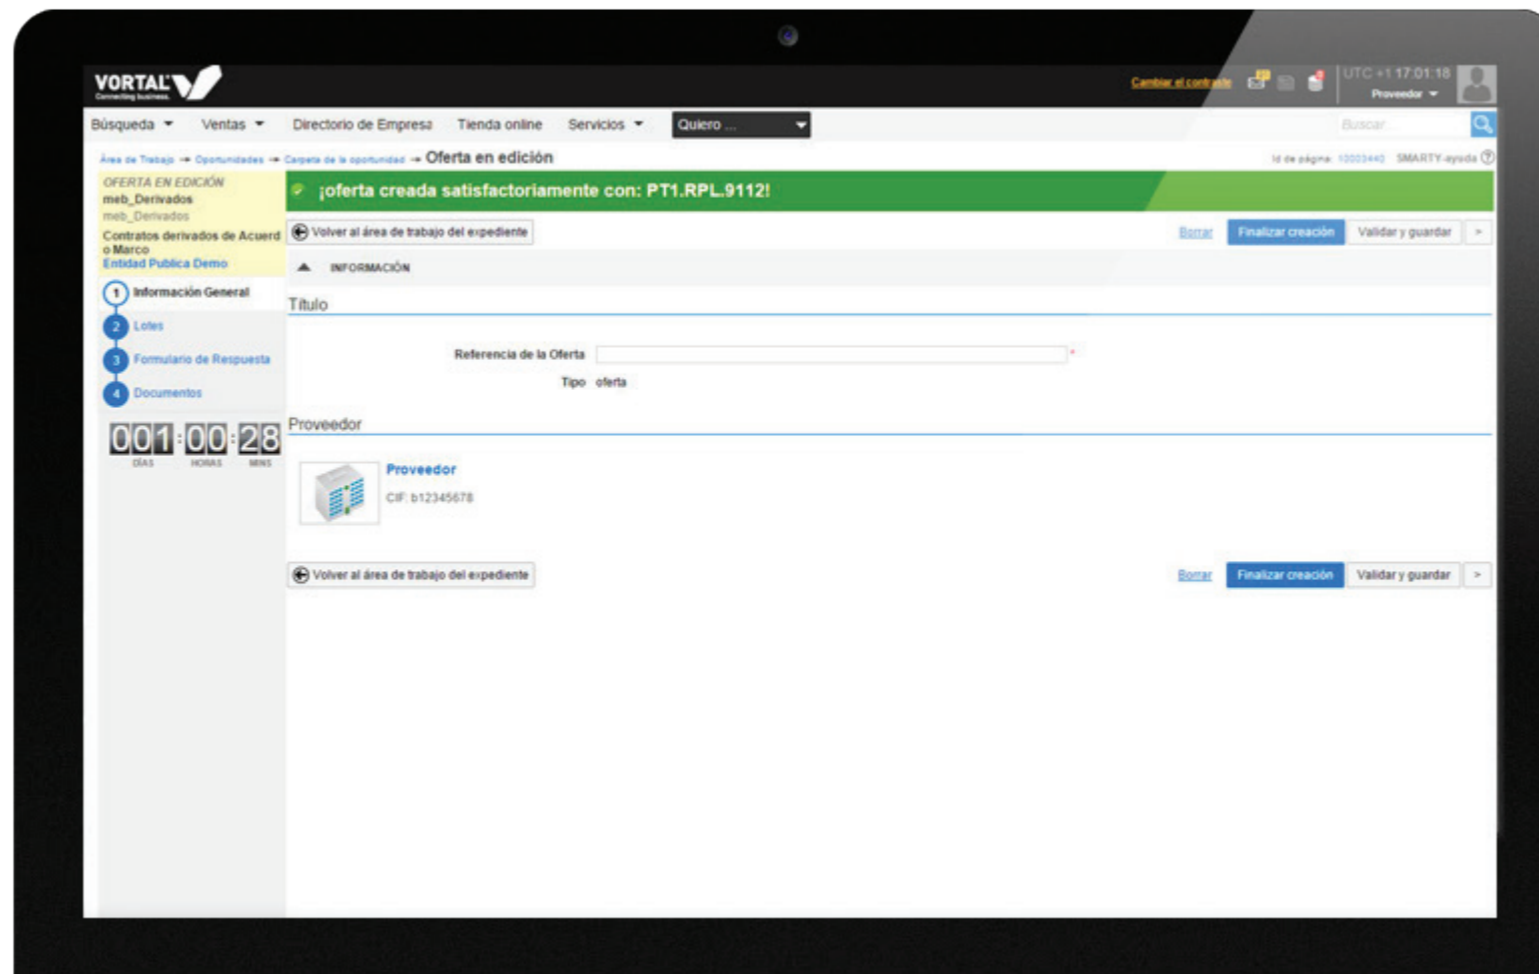 VORTAL
Connecting business.
Cambiar el contraste
UTC +1 17:01:18
Proveedor
Búsqueda
Ventas
Directorio de Empresa
Tienda online
Servicios
Quiero ...
Buscar
Área de Trabajo → Oportunidades → Carpeta de la oportunidad → Oferta en edición
Id de página: 10003440 SMARTY-ayuda
OFERTA EN EDICIÓN
meb_Derivados
meb_Derivados
Contratos derivados de Acuerd
o Marco
Entidad Publica Demo
¡oferta creada satisfactoriamente con: PT1.RPL.9112!
Volver al área de trabajo del expediente
Borrar
Finalizar creación
Validar y guardar
>
INFORMACIÓN
1 Información General
2 Lotes
3 Formulario de Respuesta
4 Documentos
001:00:28
DÍAS HORAS MINS
Título
Referencia de la Oferta *
Tipo oferta
Proveedor
Proveedor
CIF: b12345678
Volver al área de trabajo del expediente
Borrar
Finalizar creación
Validar y guardar
>